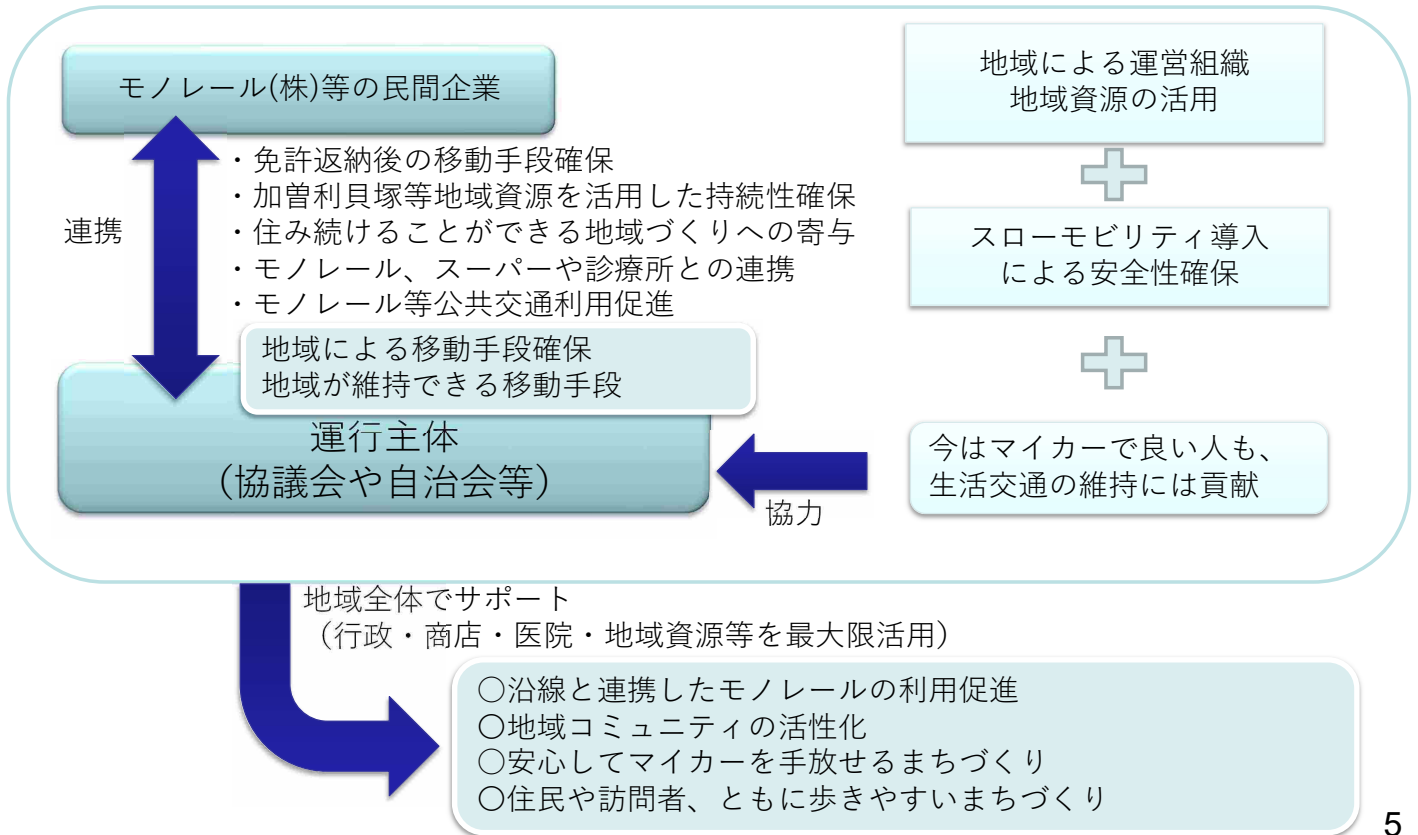 モノレール(株)等の民間企業
連携
・免許返納後の移動手段確保
・加曽利貝塚等地域資源を活用した持続性確保
・住み続けることができる地域づくりへの寄与
・モノレール、スーパーや診療所との連携
・モノレール等公共交通利用促進
地域による移動手段確保
地域が維持できる移動手段
運行主体
(協議会や自治会等)
地域による運営組織
地域資源の活用
スローモビリティ導入
による安全性確保
今はマイカーで良い人も、
生活交通の維持には貢献
協力
地域全体でサポート
（行政・商店・医院・地域資源等を最大限活用）
〇沿線と連携したモノレールの利用促進
〇地域コミュニティの活性化
〇安心してマイカーを手放せるまちづくり
〇住民や訪問者、ともに歩きやすいまちづくり
5